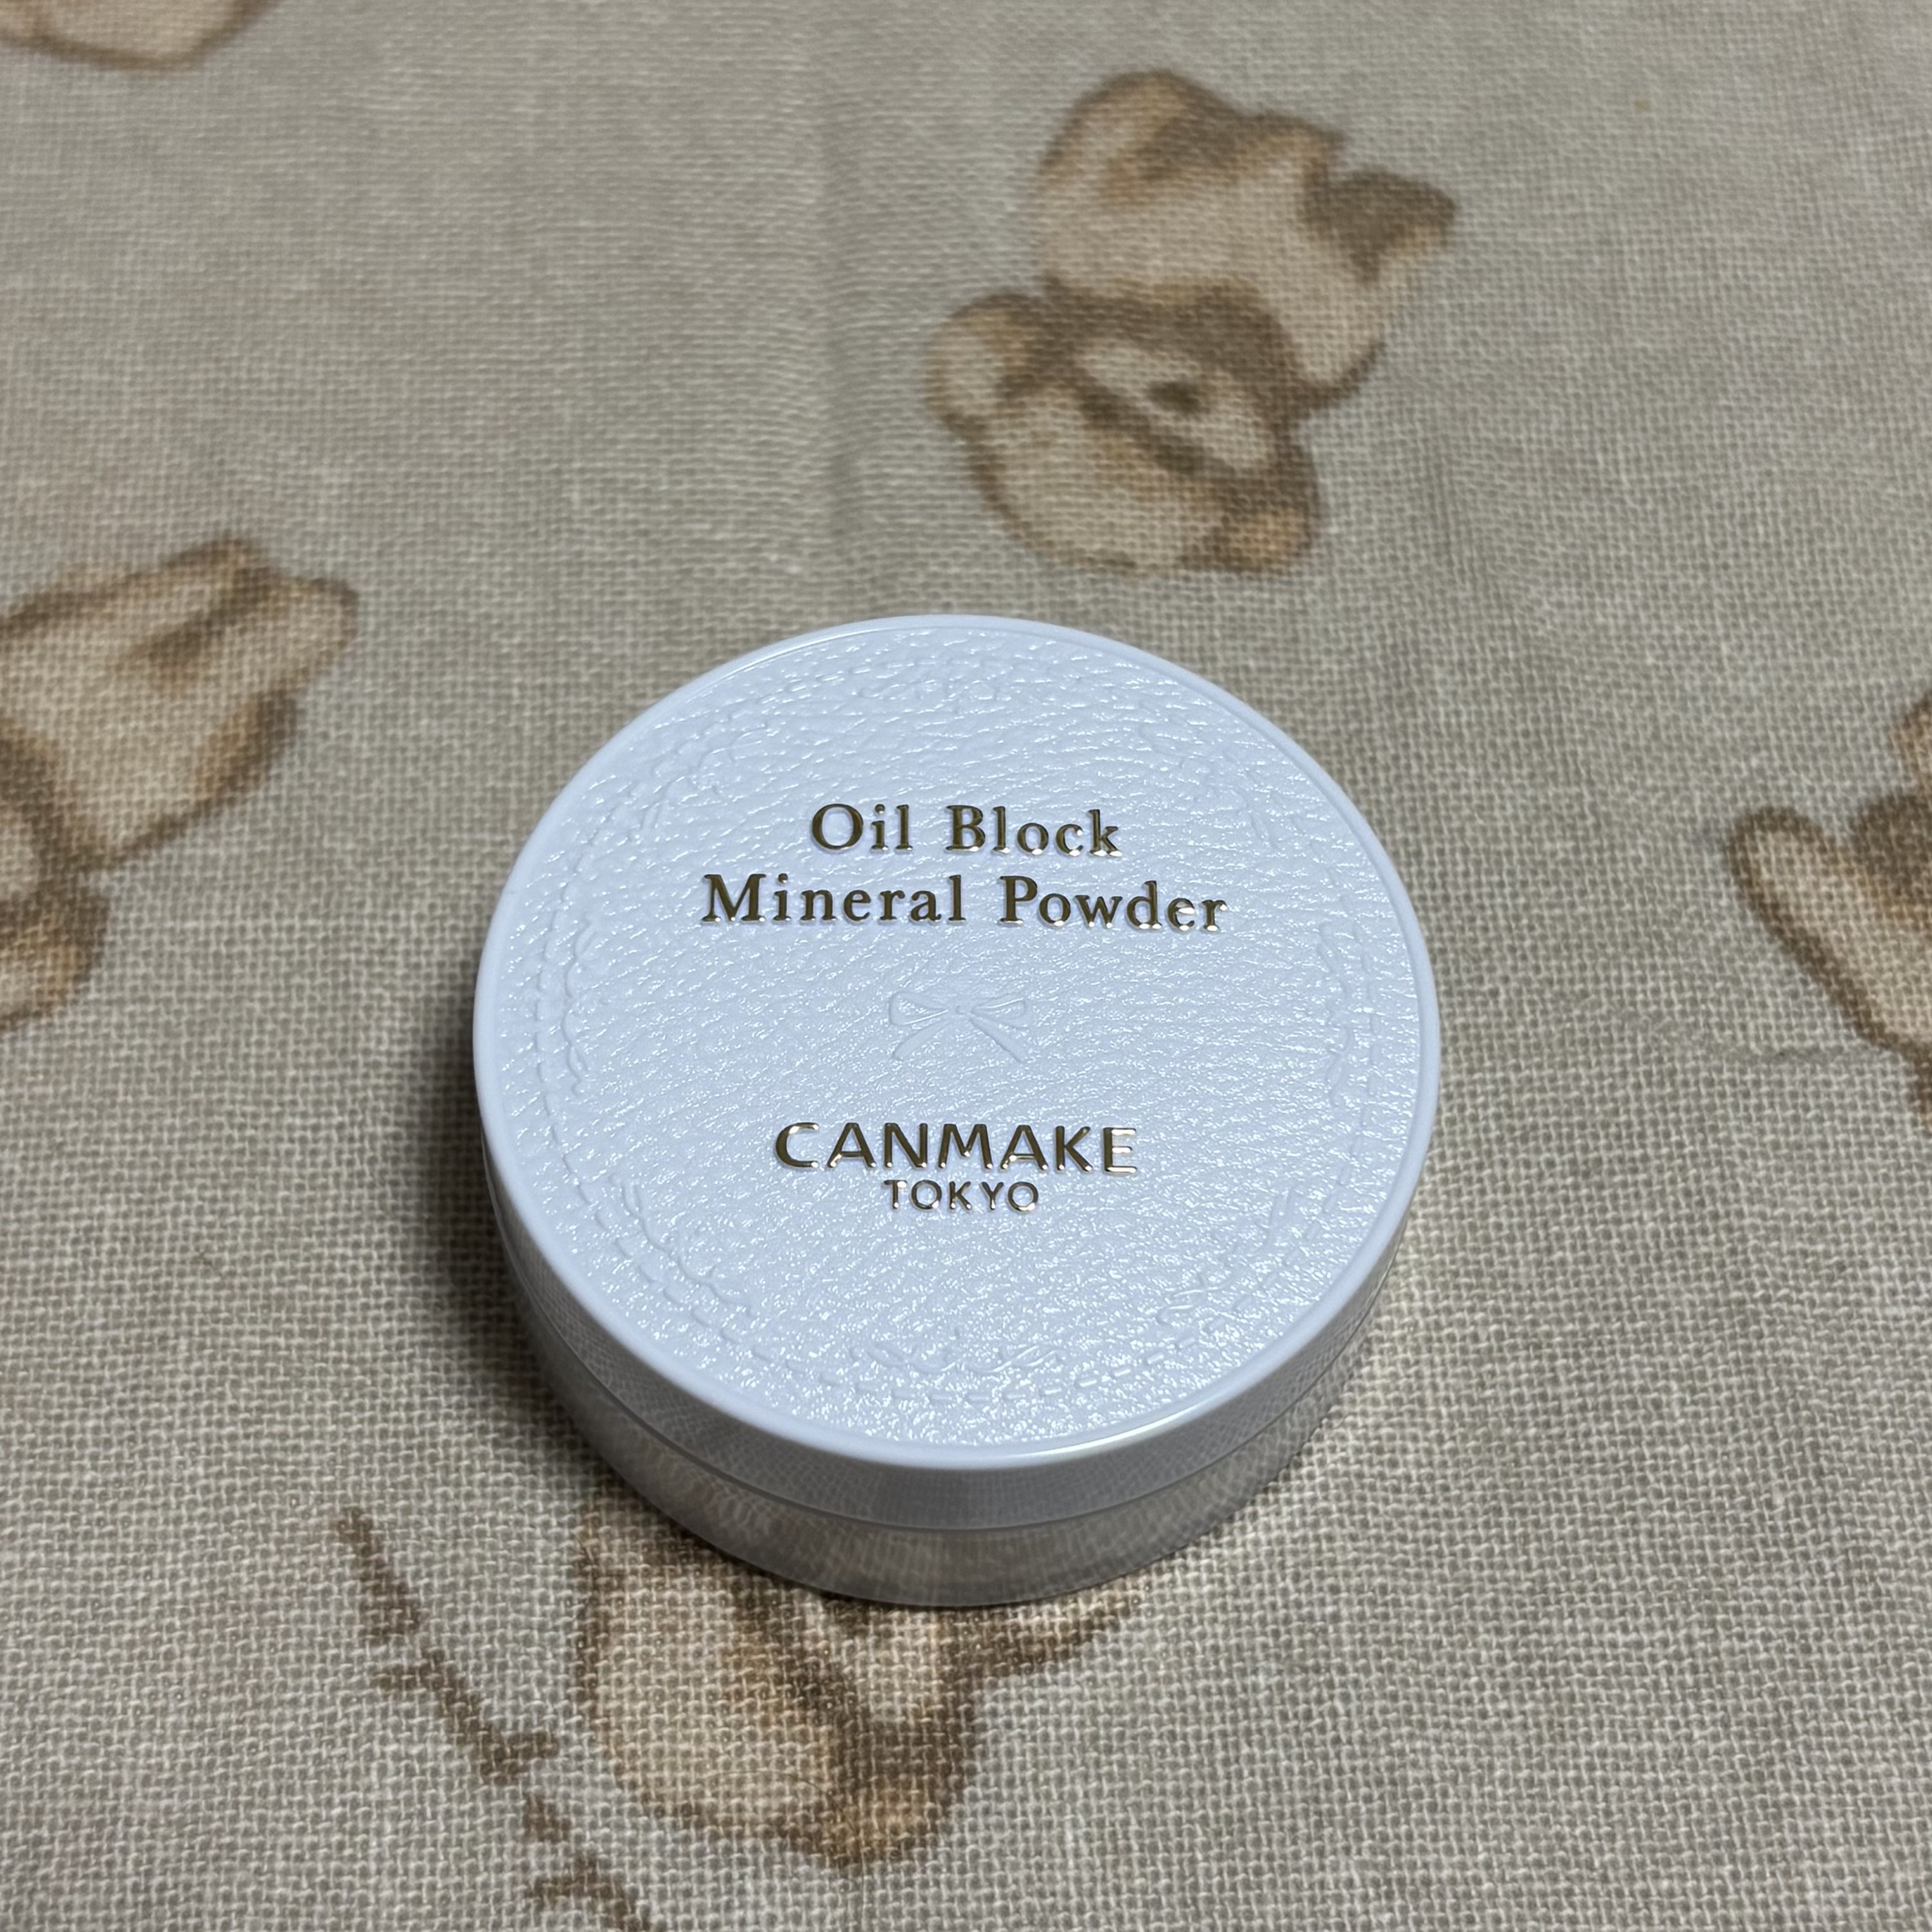 Oil Block
Mineral Powder
CANMAKE
TOKYO